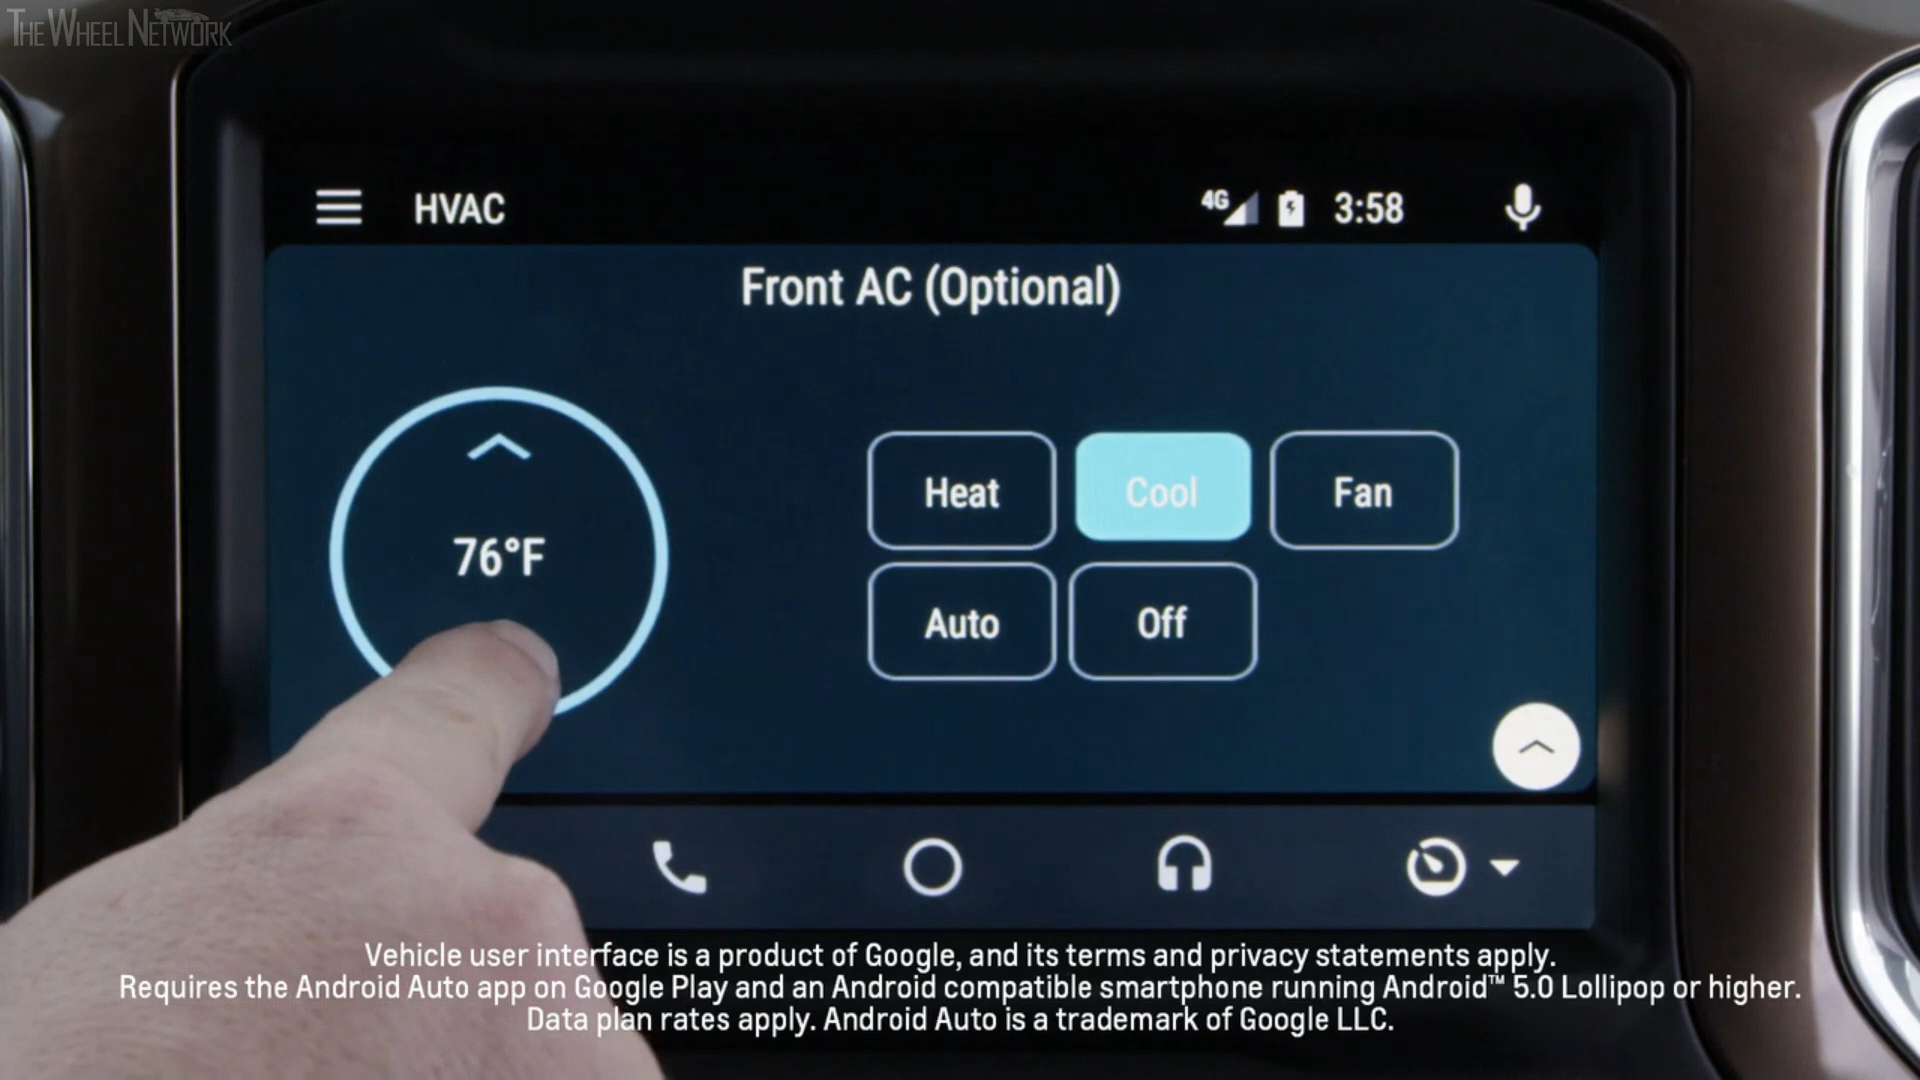 THE WHEEL NETWORK
HVAC
4G
3:58
Front AC (Optional)
76°F
Heat
Cool
Fan
Auto
Off
Vehicle user interface is a product of Google, and its terms and privacy statements apply.
Requires the Android Auto app on Google Play and an Android compatible smartphone running Android™ 5.0 Lollipop or higher.
Data plan rates apply. Android Auto is a trademark of Google LLC.